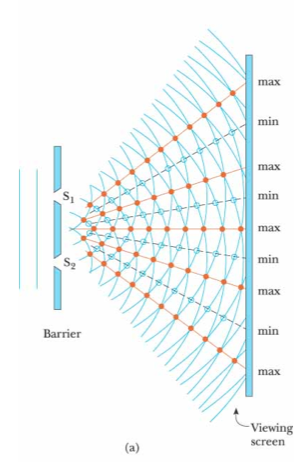 max
min
max
S1
min
max
S2
min
max
min
Barrier
max
Viewing
screen
(a)